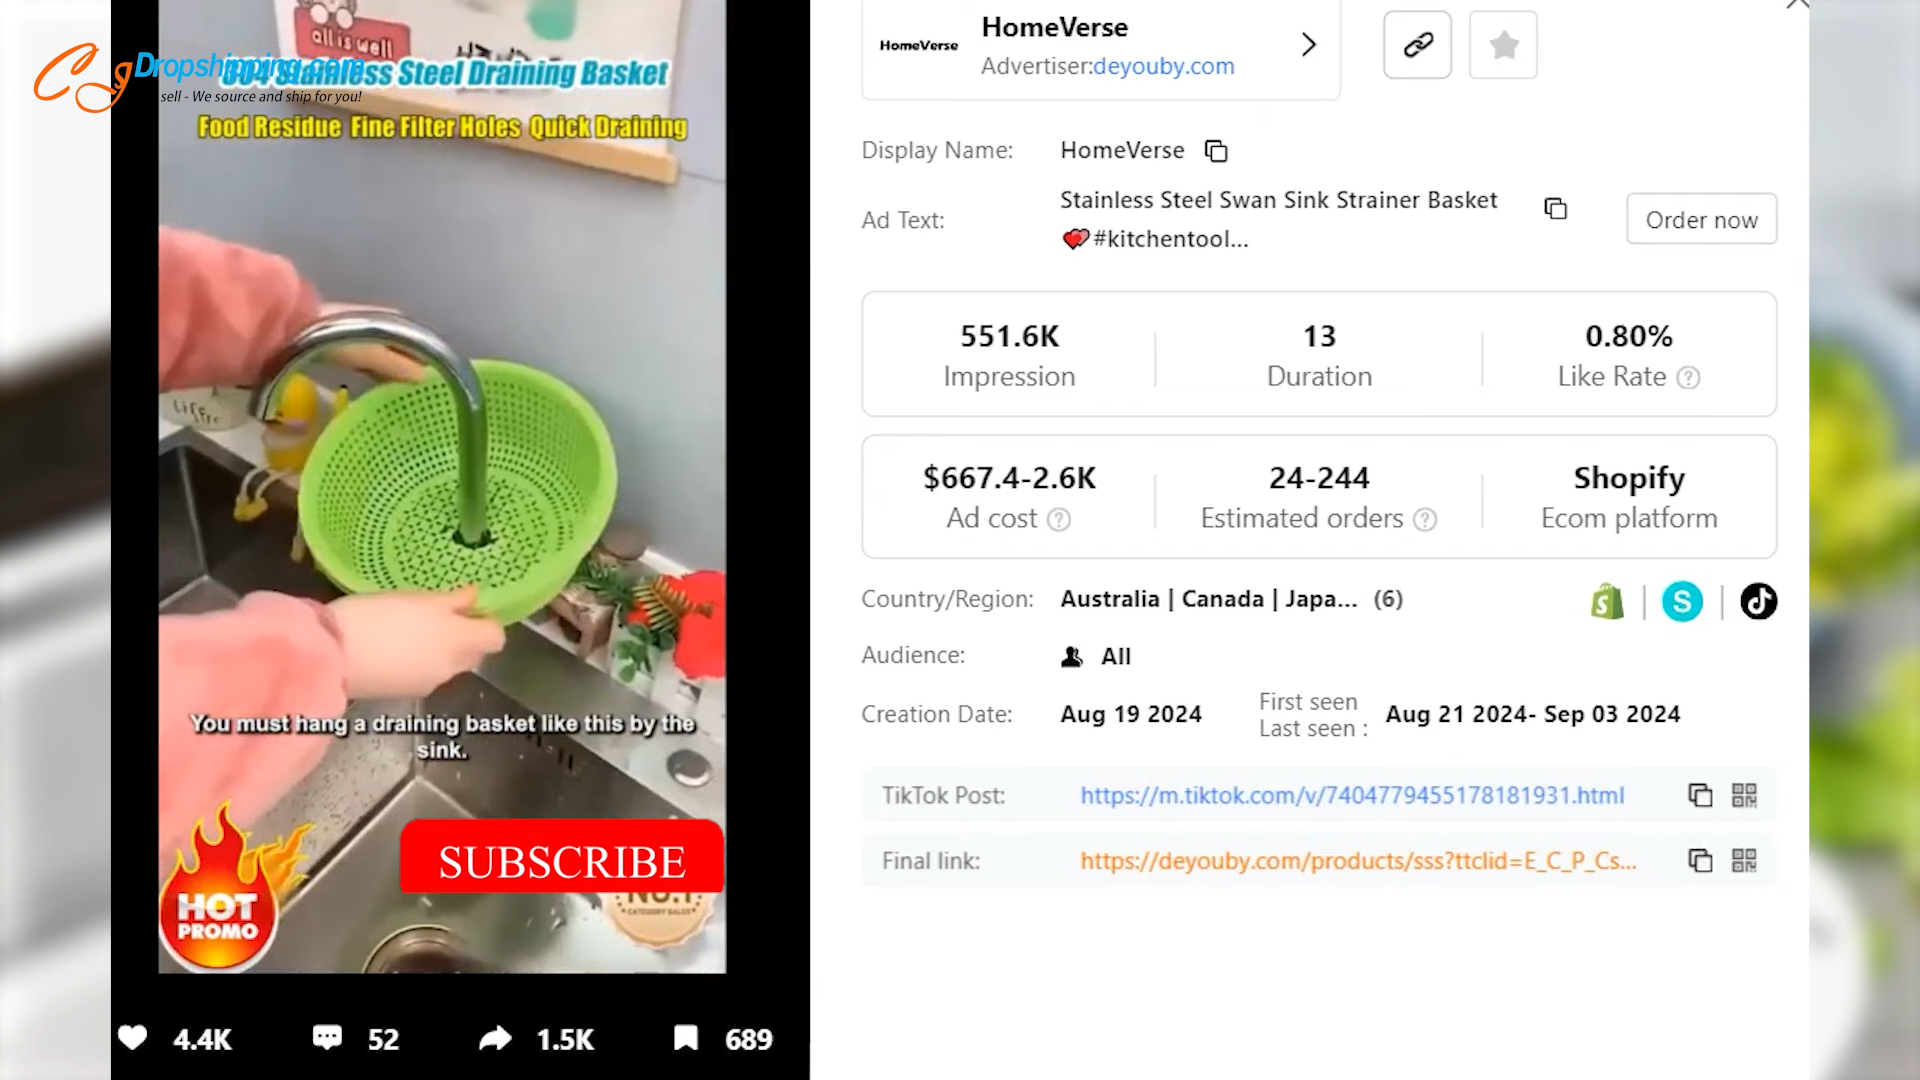 all is well
CJDropshipping.com
sell - We source and ship for you!
304 Stainless Steel Draining Basket
Food Residue Fine Filter Holes Quick Draining
You must hang a draining basket like this by the
sink.
HOT
PROMO
SUBSCRIBE
NO.1
CATEGORY SALES
4.4K
52
1.5K
689
HomeVerse
HomeVerse
Advertiser:deyouby.com
Display Name:
HomeVerse
Ad Text:
Stainless Steel Swan Sink Strainer Basket
💕#kitchentool...
Order now
551.6K
Impression
13
Duration
0.80%
Like Rate
$667.4-2.6K
Ad cost
24-244
Estimated orders
Shopify
Ecom platform
Country/Region:
Australia | Canada | Japa... (6)
Audience:
All
Creation Date:
Aug 19 2024
First seen
Last seen :
Aug 21 2024- Sep 03 2024
TikTok Post:
https://m.tiktok.com/v/7404779455178181931.html
Final link:
https://deyouby.com/products/sss?ttclid=E_C_P_Cs...